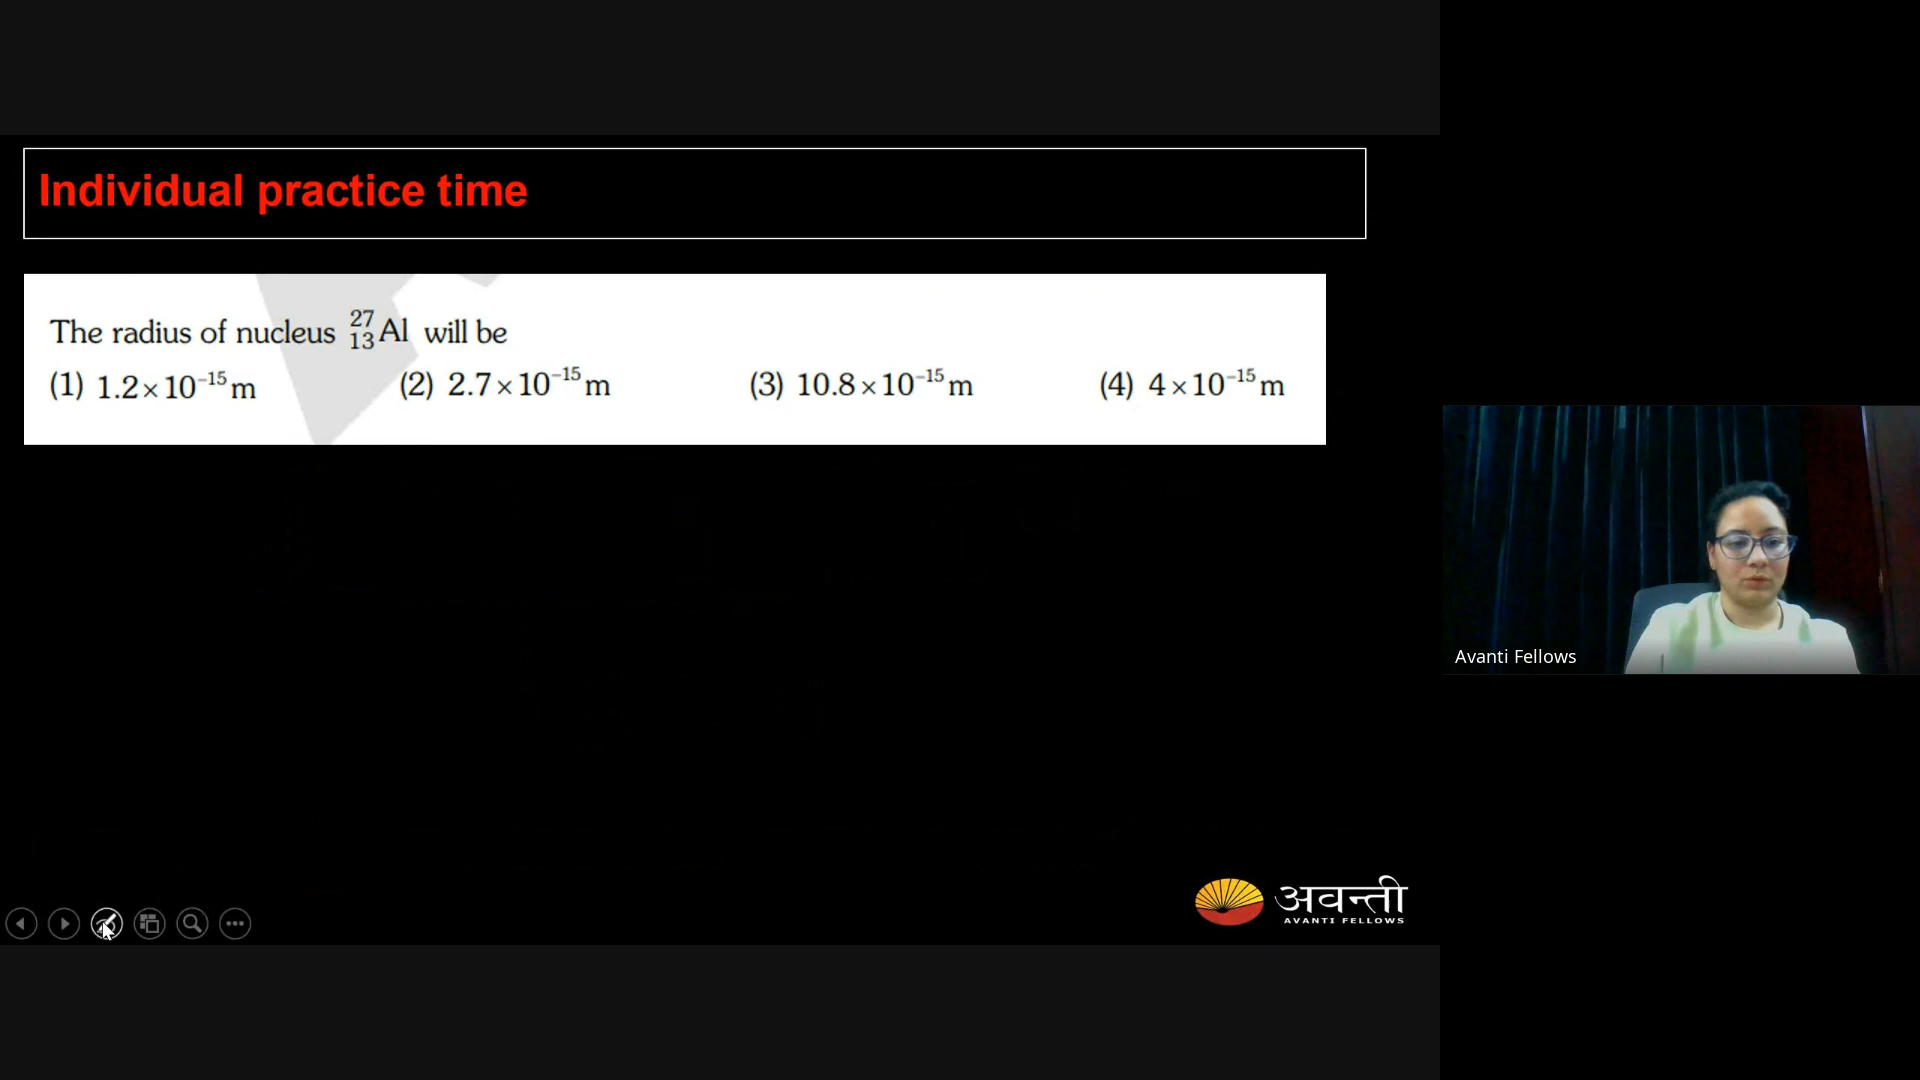 Individual practice time
The radius of nucleus ²⁷₁₃Al will be
(1) 1.2×10⁻¹⁵m (2) 2.7×10⁻¹⁵m (3) 10.8×10⁻¹⁵m (4) 4×10⁻¹⁵m
Avanti Fellows
अवन्ती
AVANTI FELLOWS